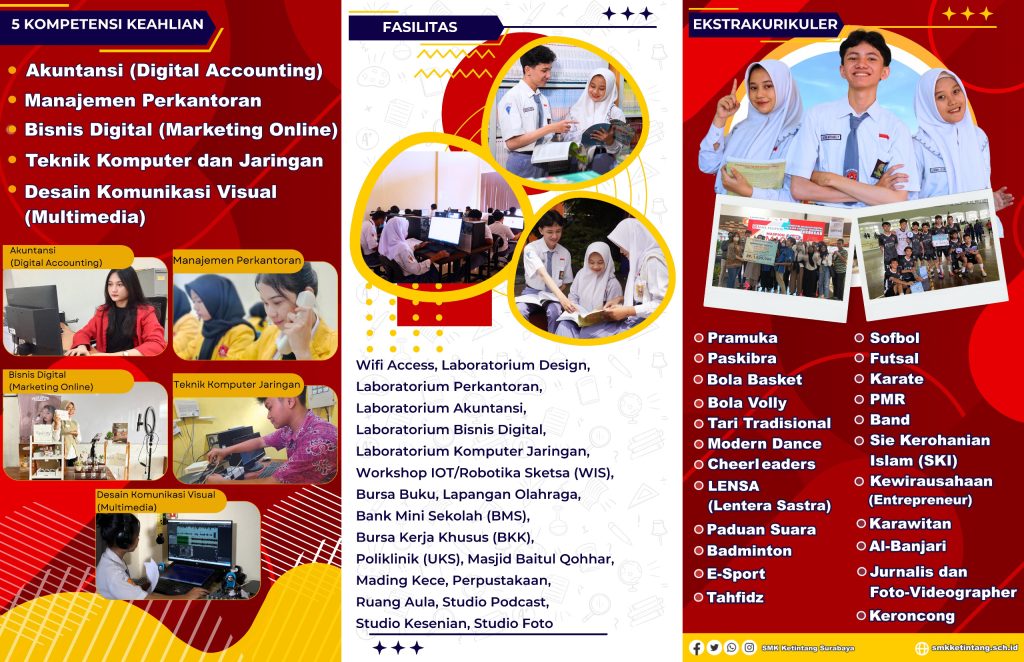 5 KOMPETENSI KEAHLIAN
Akuntansi (Digital Accounting)
Manajemen Perkantoran
Bisnis Digital (Marketing Online)
Teknik Komputer dan Jaringan
Desain Komunikasi Visual
(Multimedia)
Akuntansi
(Digital Accounting)
Manajemen Perkantoran
Bisnis Digital
(Marketing Online)
Teknik Komputer Jaringan
Desain Komunikasi Visual
(Multimedia)
FASILITAS
Wifi Access, Laboratorium Design,
Laboratorium Perkantoran,
Laboratorium Akuntansi,
Laboratorium Bisnis Digital,
Laboratorium Komputer Jaringan,
Workshop IOT/Robotika Sketsa (WIS),
Bursa Buku, Lapangan Olahraga,
Bank Mini Sekolah (BMS),
Bursa Kerja Khusus (BKK),
Poliklinik (UKS), Masjid Baitul Qohhar,
Mading Kece, Perpustakaan,
Ruang Aula, Studio Podcast,
Studio Kesenian, Studio Foto
EKSTRAKURIKULER
Pramuka
Paskibra
Bola Basket
Bola Volly
Tari Tradisional
Modern Dance
Cheerleaders
LENSA
(Lentera Sastra)
Paduan Suara
Badminton
E-Sport
Tahfidz
Sofbol
Futsal
Karate
PMR
Band
Sie Kerohanian
Islam (SKI)
Kewirausahaan
(Entrepreneur)
Karawitan
Al-Banjari
Jurnalis dan
Foto-Videographer
Keroncong
SMK Ketintang Surabaya
smkketintang.sch.id